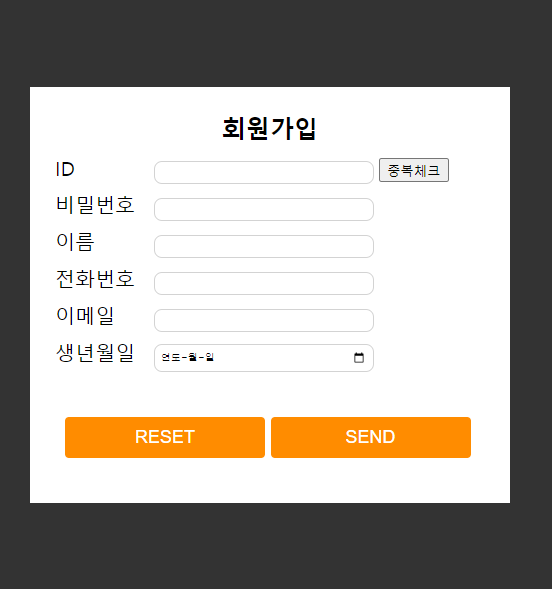 회원가입
ID 중복체크
비밀번호
이름
전화번호
이메일
생년월일 연도-월-일
RESET SEND